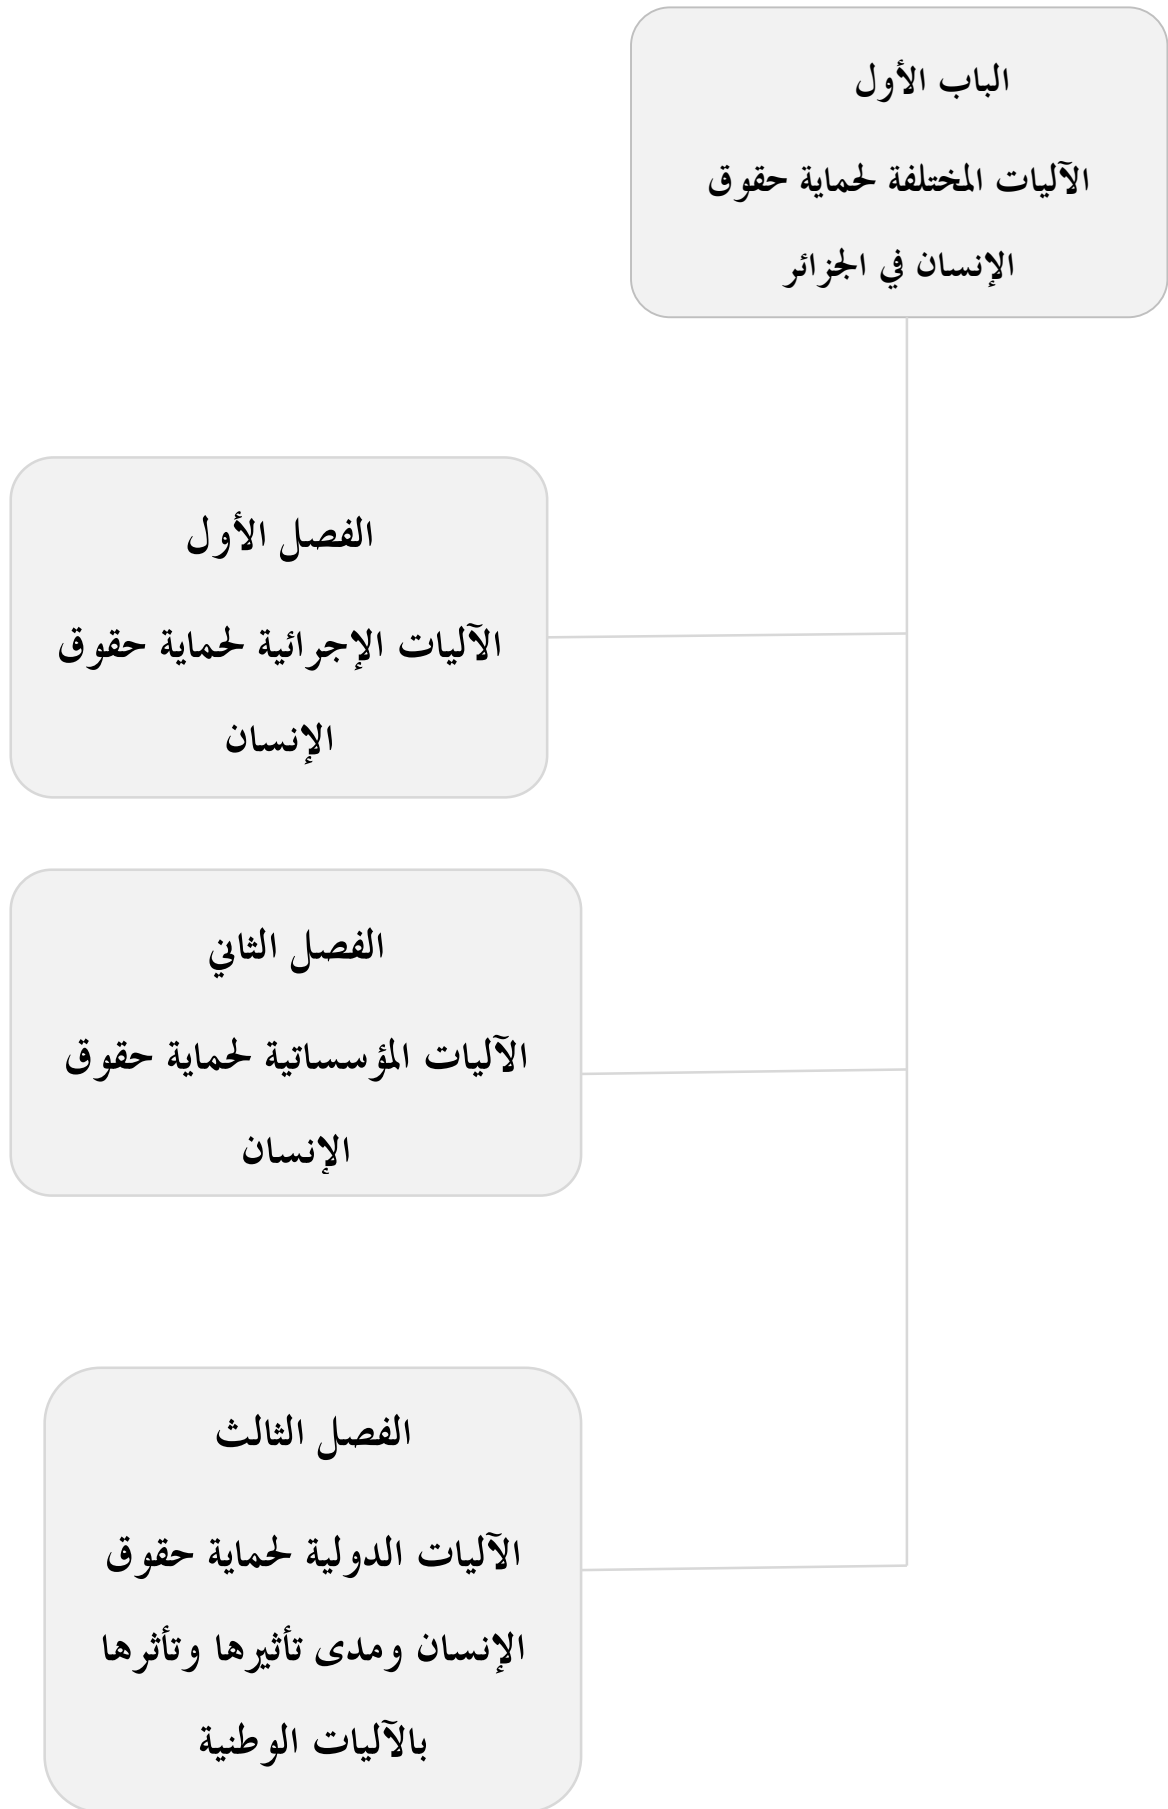 الباب الأول
الآليات المختلفة لحماية حقوق
الإنسان في الجزائر
الفصل الأول
الآليات الإجرائية لحماية حقوق
الإنسان
الفصل الثاني
الآليات المؤسساتية لحماية حقوق
الإنسان
الفصل الثالث
الآليات الدولية لحماية حقوق
الإنسان ومدى تأثيرها وتأثرها
بالآليات الوطنية